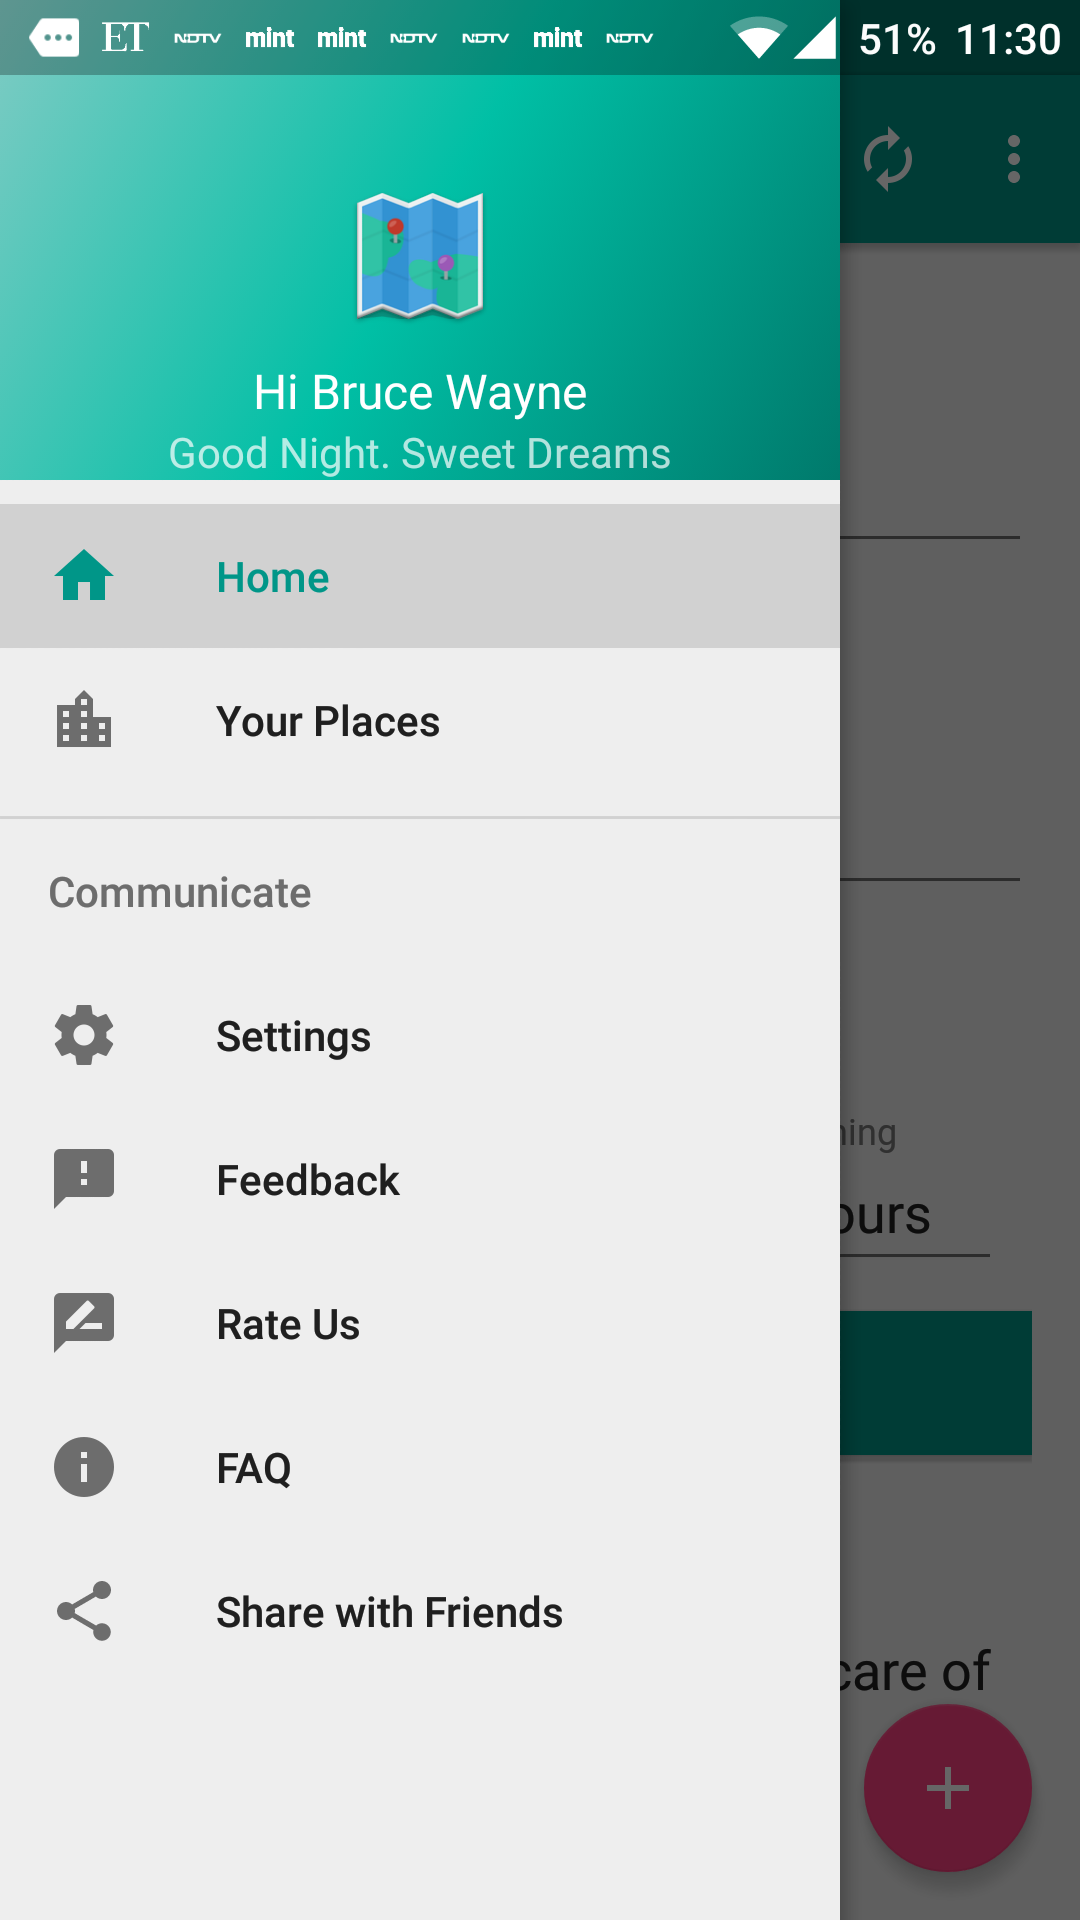 ET NDTV mint mint NDTV NDTV mint NDTV 51% 11:30
Hi Bruce Wayne
Good Night. Sweet Dreams
Home
Your Places
Communicate
Settings
ning
Feedback
ours
Rate Us
FAQ
Share with Friends
care of